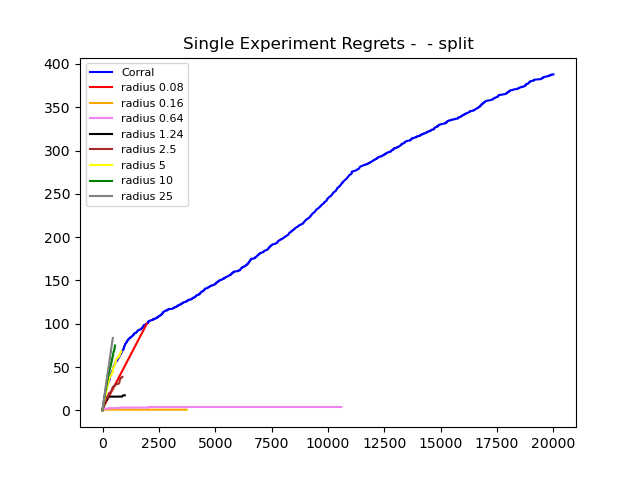 Single Experiment Regrets -  - split
400
350
300
250
200
150
100
50
0
Corral
radius 0.08
radius 0.16
radius 0.64
radius 1.24
radius 2.5
radius 5
radius 10
radius 25
0 2500 5000 7500 10000 12500 15000 17500 20000